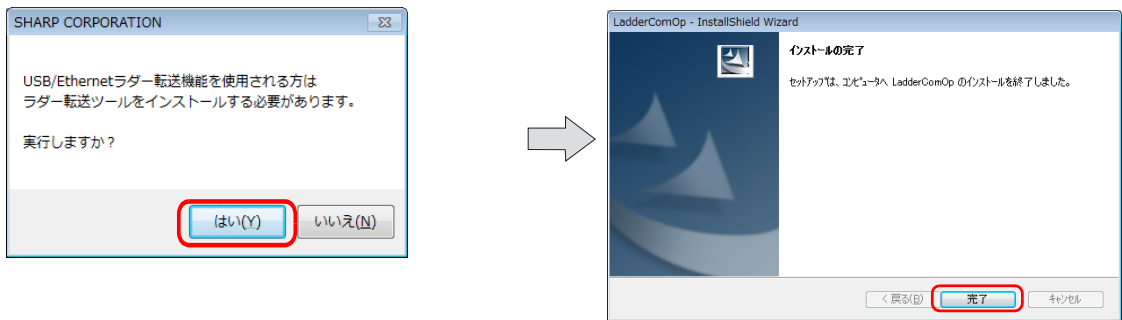 SHARP CORPORATION
USB/Ethernetラダー転送機能を使用される方は
ラダー転送ツールをインストールする必要があります。
実行しますか？
はい(Y)
いいえ(N)
LadderComOp - InstallShield Wizard
インストールの完了
セットアップは、コンピュータへ LadderComOp のインストールを終了しました。
< 戻る(B)
完了
キャンセル